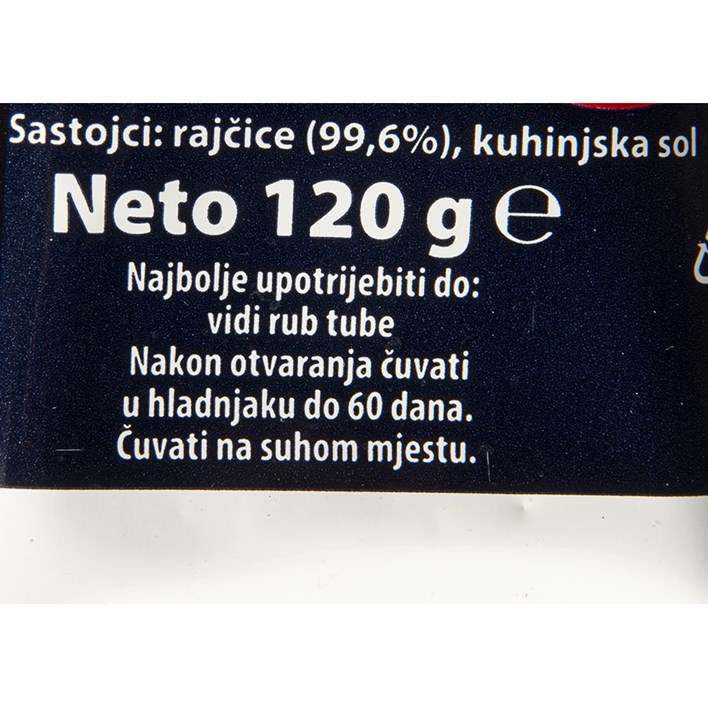 Sastojci: rajčice (99,6%), kuhinjska sol
Neto 120 g ℮
Najbolje upotrijebiti do:
vidi rub tube
Nakon otvaranja čuvati
u hladnjaku do 60 dana.
Čuvati na suhom mjestu.